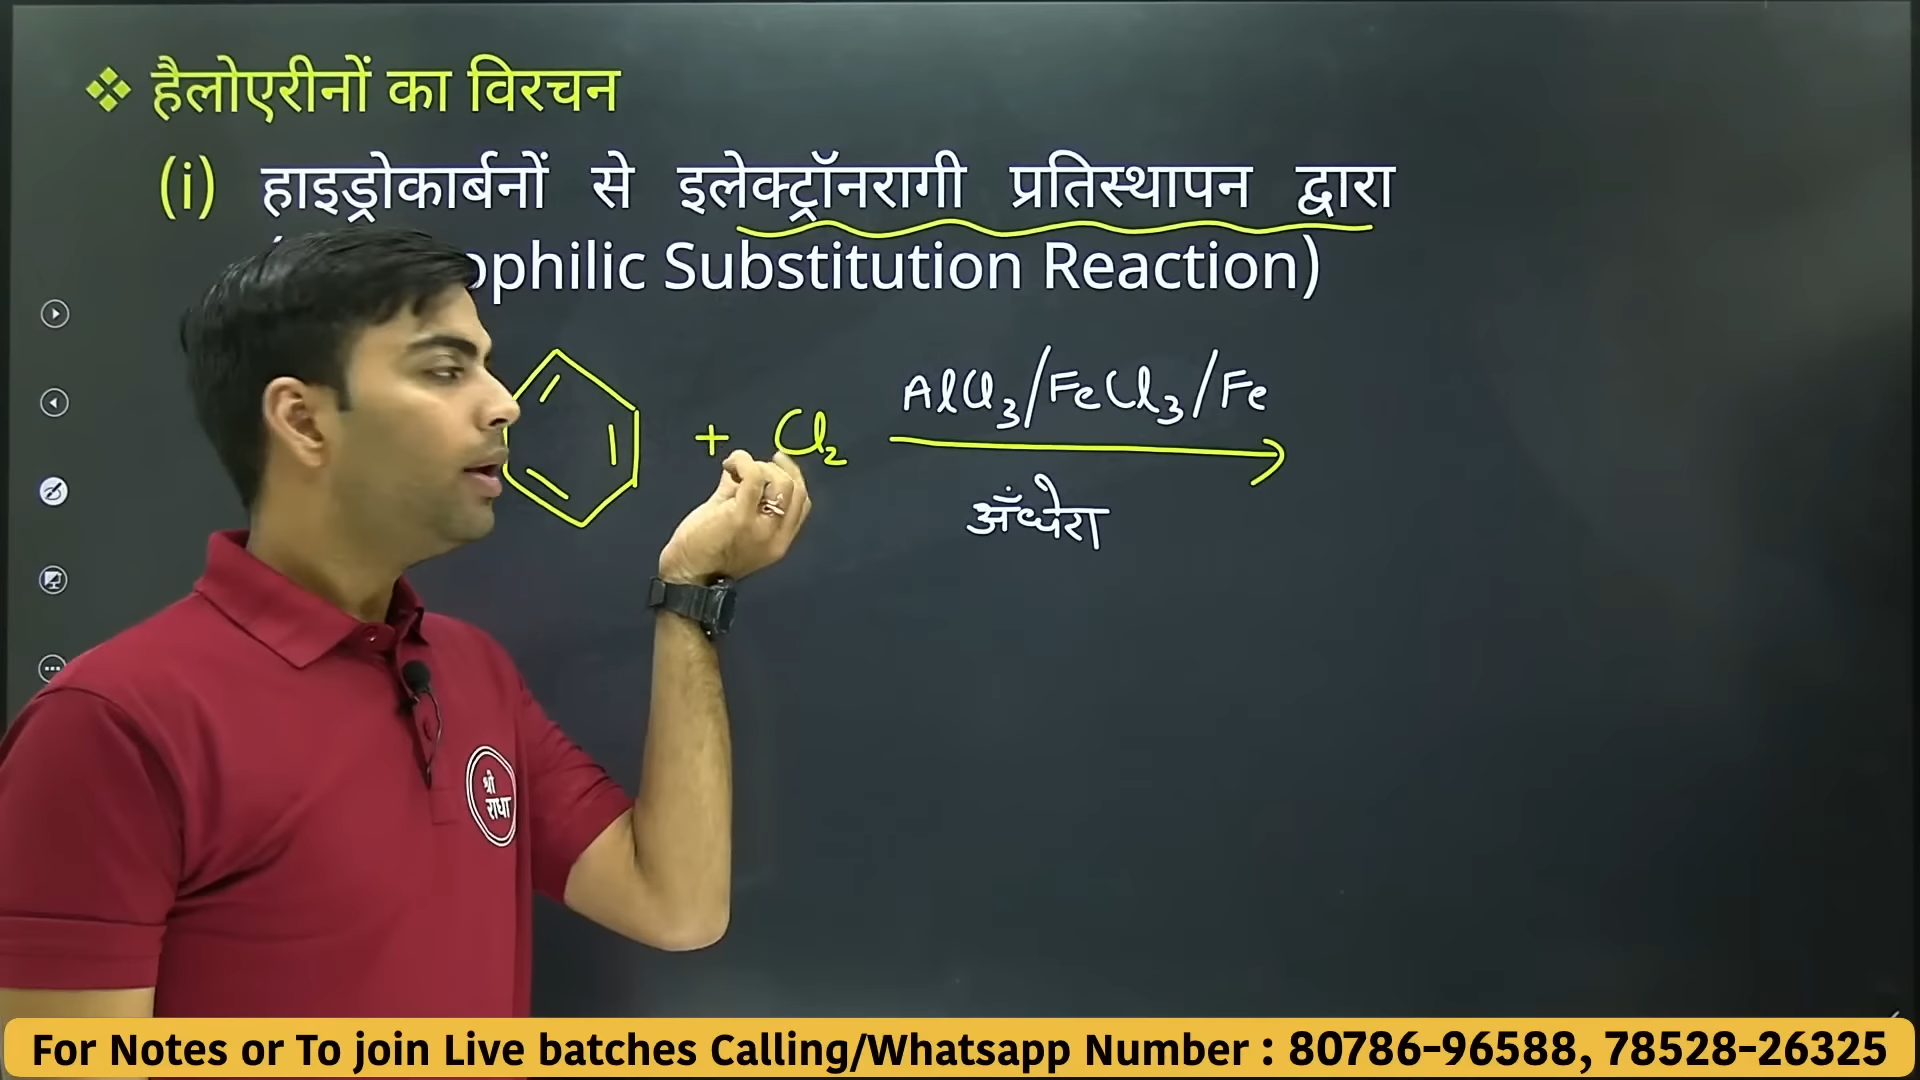 ❖ हैलोएरीनों का विरचन
(i) हाइड्रोकार्बनों से इलेक्ट्रॉनरागी प्रतिस्थापन द्वारा
ophilic Substitution Reaction)
+ Cl₂
AlCl₃/FeCl₃/Fe
अँधेरा
श्री
राधा
For Notes or To join Live batches Calling/Whatsapp Number : 80786-96588, 78528-26325